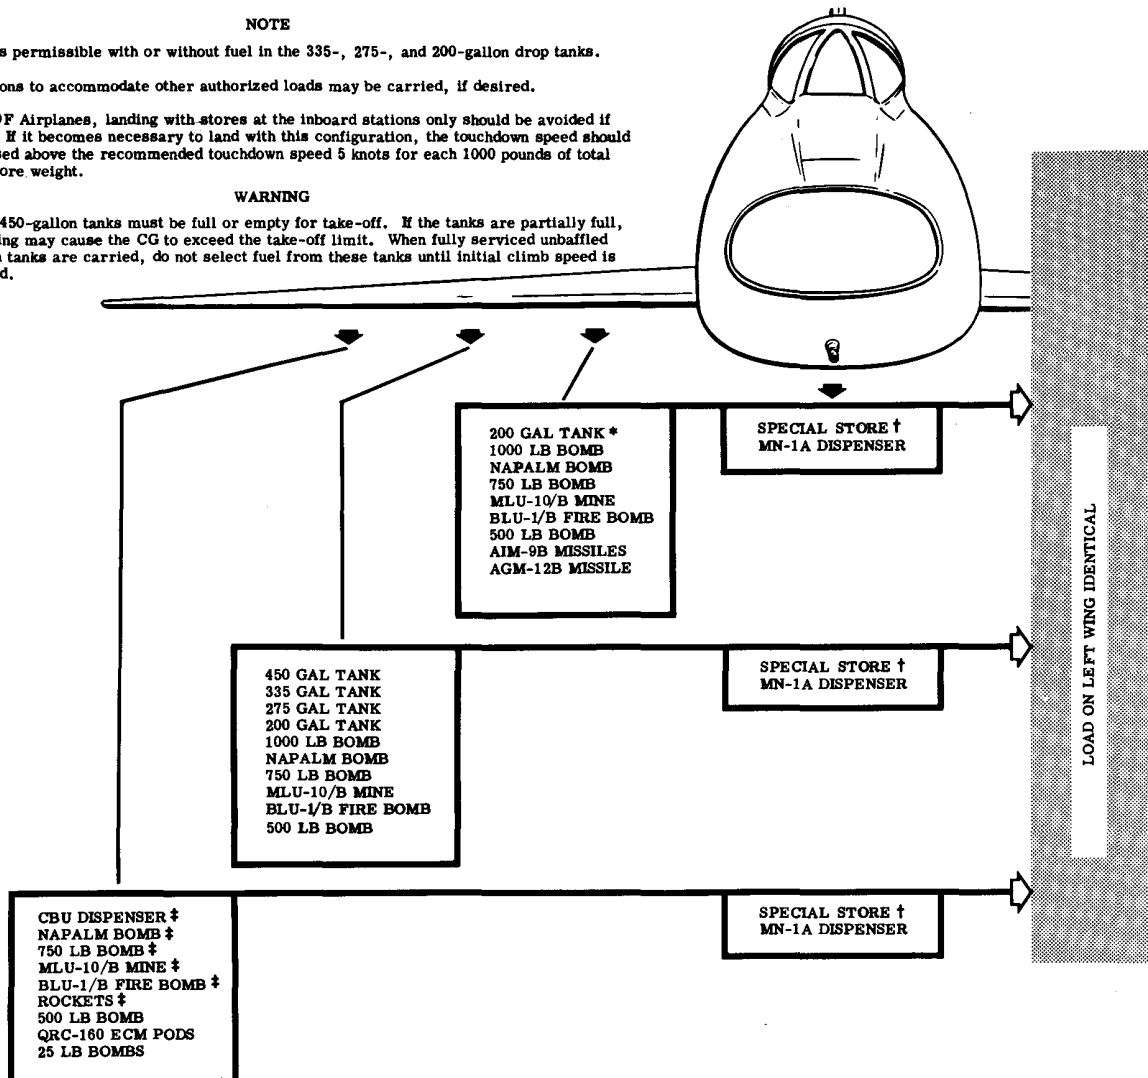 NOTE
s permissible with or without fuel in the 335-, 275-, and 200-gallon drop tanks.
ons to accommodate other authorized loads may be carried, if desired.
F Airplanes, landing with stores at the inboard stations only should be avoided if
If it becomes necessary to land with this configuration, the touchdown speed should
sed above the recommended touchdown speed 5 knots for each 1000 pounds of total
ore weight.
WARNING
450-gallon tanks must be full or empty for take-off. If the tanks are partially full,
ing may cause the CG to exceed the take-off limit. When fully serviced unbaffled
n tanks are carried, do not select fuel from these tanks until initial climb speed is
d.
200 GAL TANK *
1000 LB BOMB
NAPALM BOMB
750 LB BOMB
MLU-10/B MINE
BLU-1/B FIRE BOMB
500 LB BOMB
AIM-9B MISSILES
AGM-12B MISSILE
SPECIAL STORE †
MN-1A DISPENSER
450 GAL TANK
335 GAL TANK
275 GAL TANK
200 GAL TANK
1000 LB BOMB
NAPALM BOMB
750 LB BOMB
MLU-10/B MINE
BLU-1/B FIRE BOMB
500 LB BOMB
SPECIAL STORE †
MN-1A DISPENSER
CBU DISPENSER ‡
NAPALM BOMB ‡
750 LB BOMB ‡
MLU-10/B MINE ‡
BLU-1/B FIRE BOMB ‡
ROCKETS ‡
500 LB BOMB
QRC-160 ECM PODS
25 LB BOMBS
SPECIAL STORE †
MN-1A DISPENSER
LOAD ON LEFT WING IDENTICAL